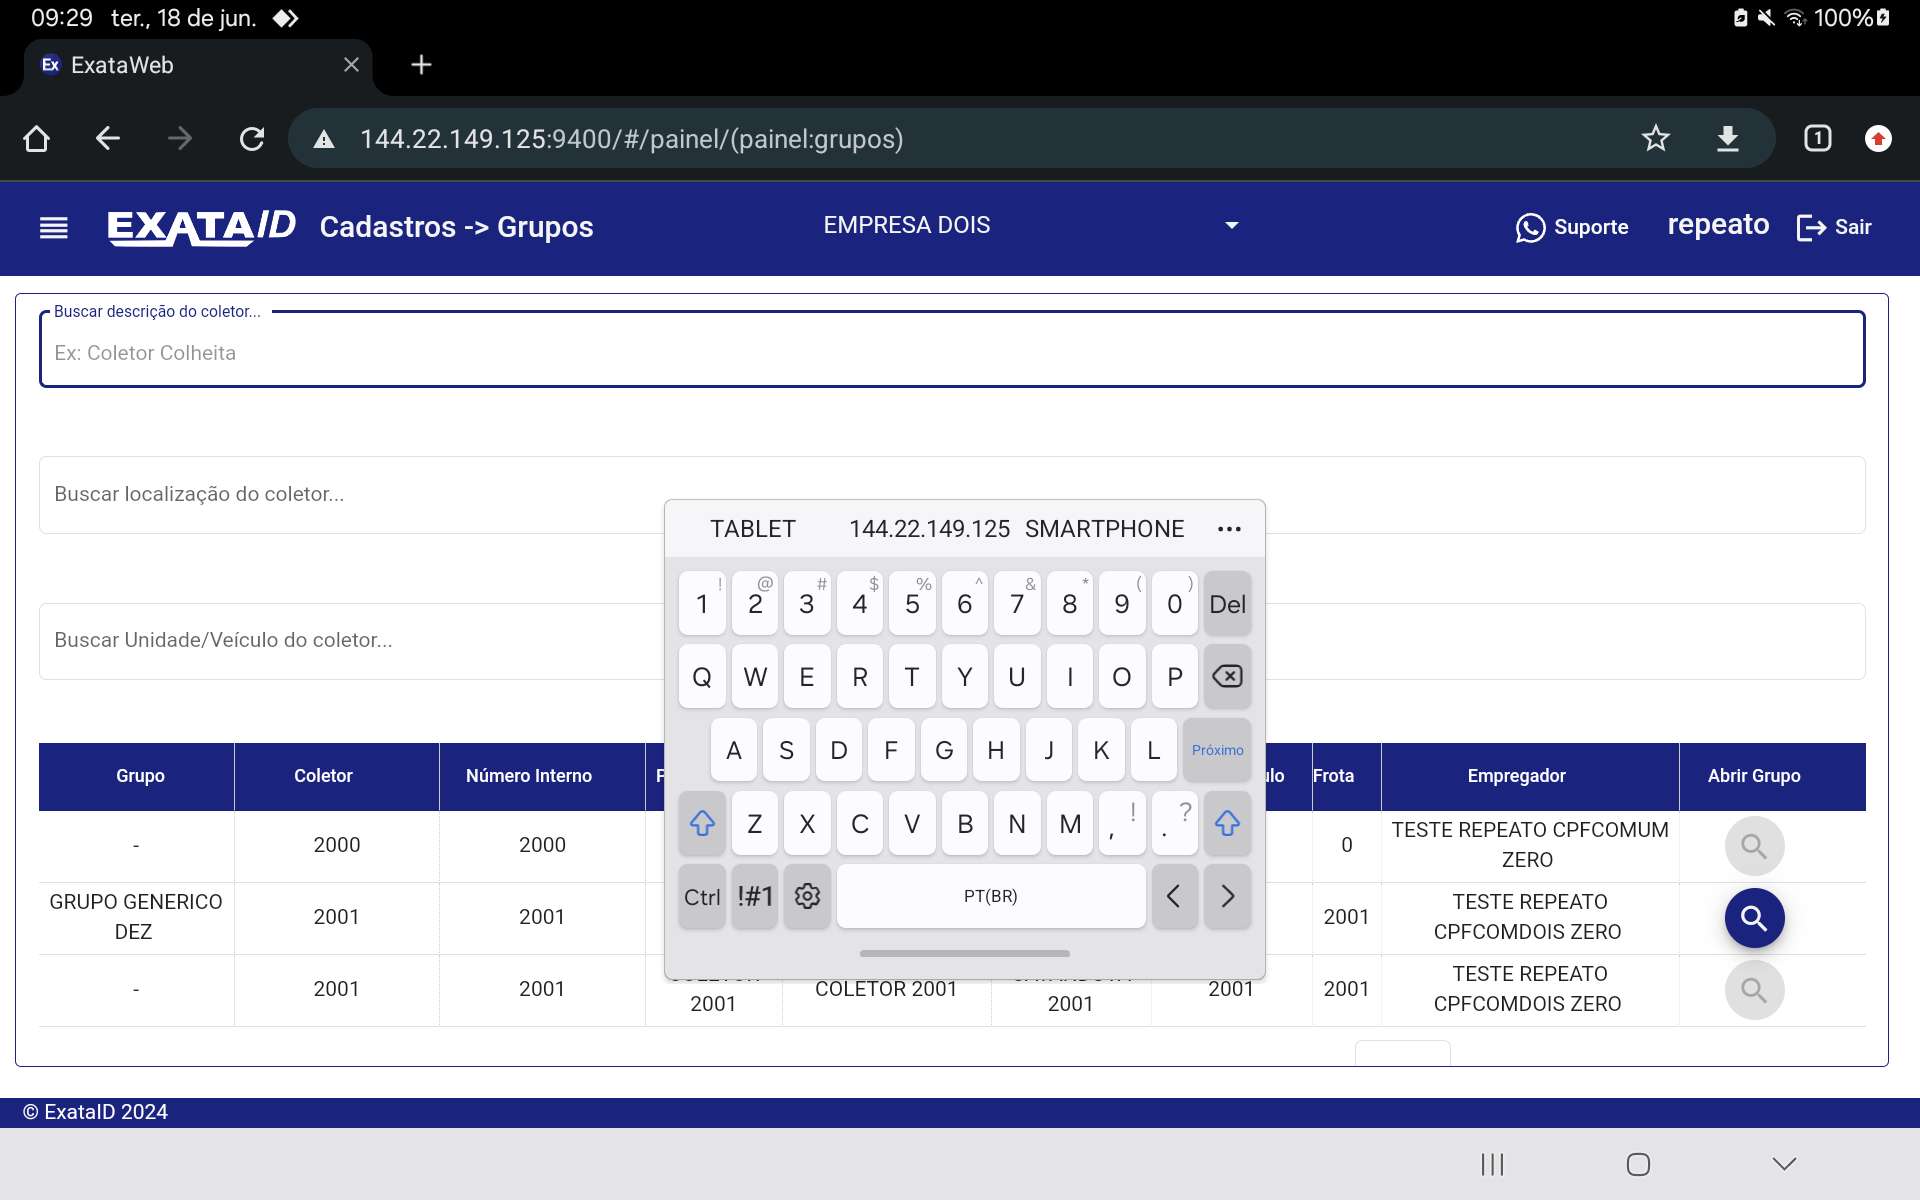 09:29 ter., 18 de jun.
100%
Ex ExataWeb
144.22.149.125:9400/#/painel/(painel:grupos)
1
EXATAID Cadastros -> Grupos
EMPRESA DOIS
Suporte
repeato
Sair
Buscar descrição do coletor...
Ex: Coletor Colheita
Buscar localização do coletor...
Buscar Unidade/Veículo do coletor...
TABLET 144.22.149.125 SMARTPHONE
! @ # $ % ^ & * ( )
1 2 3 4 5 6 7 8 9 0 Del
Q W E R T Y U I O P
A S D F G H J K L Próximo
! ?
Z X C V B N M , .
Ctrl !#1 PT(BR) < >
Grupo Coletor Número Interno Frota Empregador Abrir Grupo
- 2000 2000 0 TESTE REPEATO CPFCOMUM
ZERO
GRUPO GENERICO
DEZ
2001 2001 2001 TESTE REPEATO
CPFCOMDOIS ZERO
- 2001 2001
2001
COLETOR 2001
2001
2001 2001 TESTE REPEATO
CPFCOMDOIS ZERO
© ExataID 2024